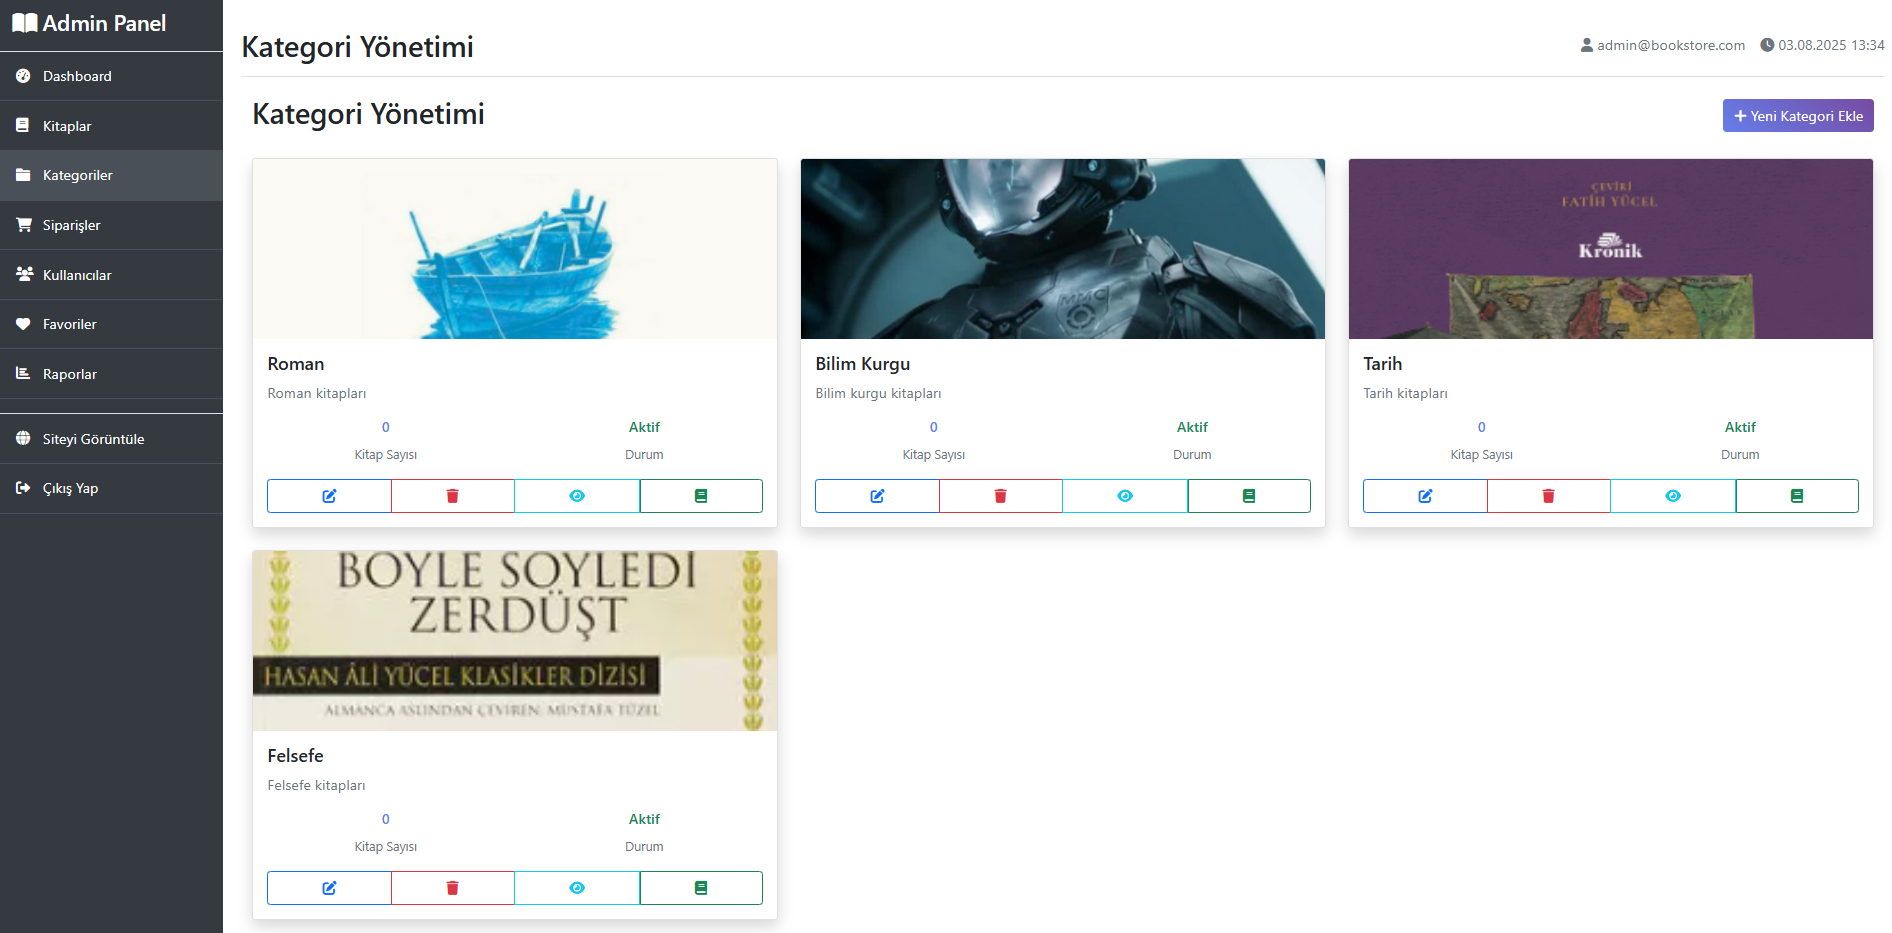 Admin Panel
Dashboard
Kitaplar
Kategoriler
Siparişler
Kullanıcılar
Favoriler
Raporlar
Siteyi Görüntüle
Çıkış Yap
Kategori Yönetimi
admin@bookstore.com 03.08.2025 13:34
Kategori Yönetimi
Yeni Kategori Ekle
Roman
Roman kitapları
0 Aktif
Kitap Sayısı Durum
MMC
Bilim Kurgu
Bilim kurgu kitapları
0 Aktif
Kitap Sayısı Durum
ÇEVİRİ
FATİH YÜCEL
Kronik
Tarih
Tarih kitapları
0 Aktif
Kitap Sayısı Durum
BÖYLE SÖYLEDİ
ZERDÜŞT
HASAN ÂLİ YÜCEL KLASİKLER DİZİSİ
ALMANCA ASLINDAN ÇEVİREN: MUSTAFA TÜZEL
Felsefe
Felsefe kitapları
0 Aktif
Kitap Sayısı Durum